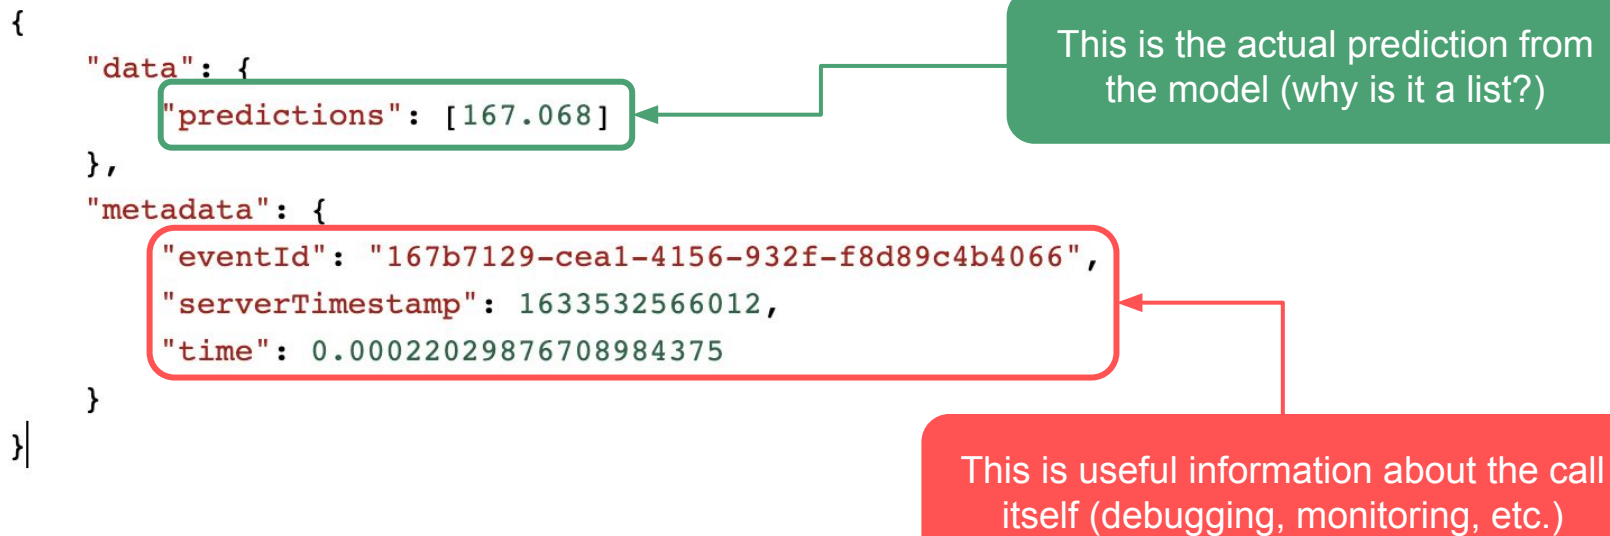 {
"data": {
"predictions": [167.068]
},
"metadata": {
"eventId": "167b7129-cea1-4156-932f-f8d89c4b4066",
"serverTimestamp": 1633532566012,
"time": 0.00022029876708984375
}
}
This is the actual prediction from
the model (why is it a list?)
This is useful information about the call
itself (debugging, monitoring, etc.)